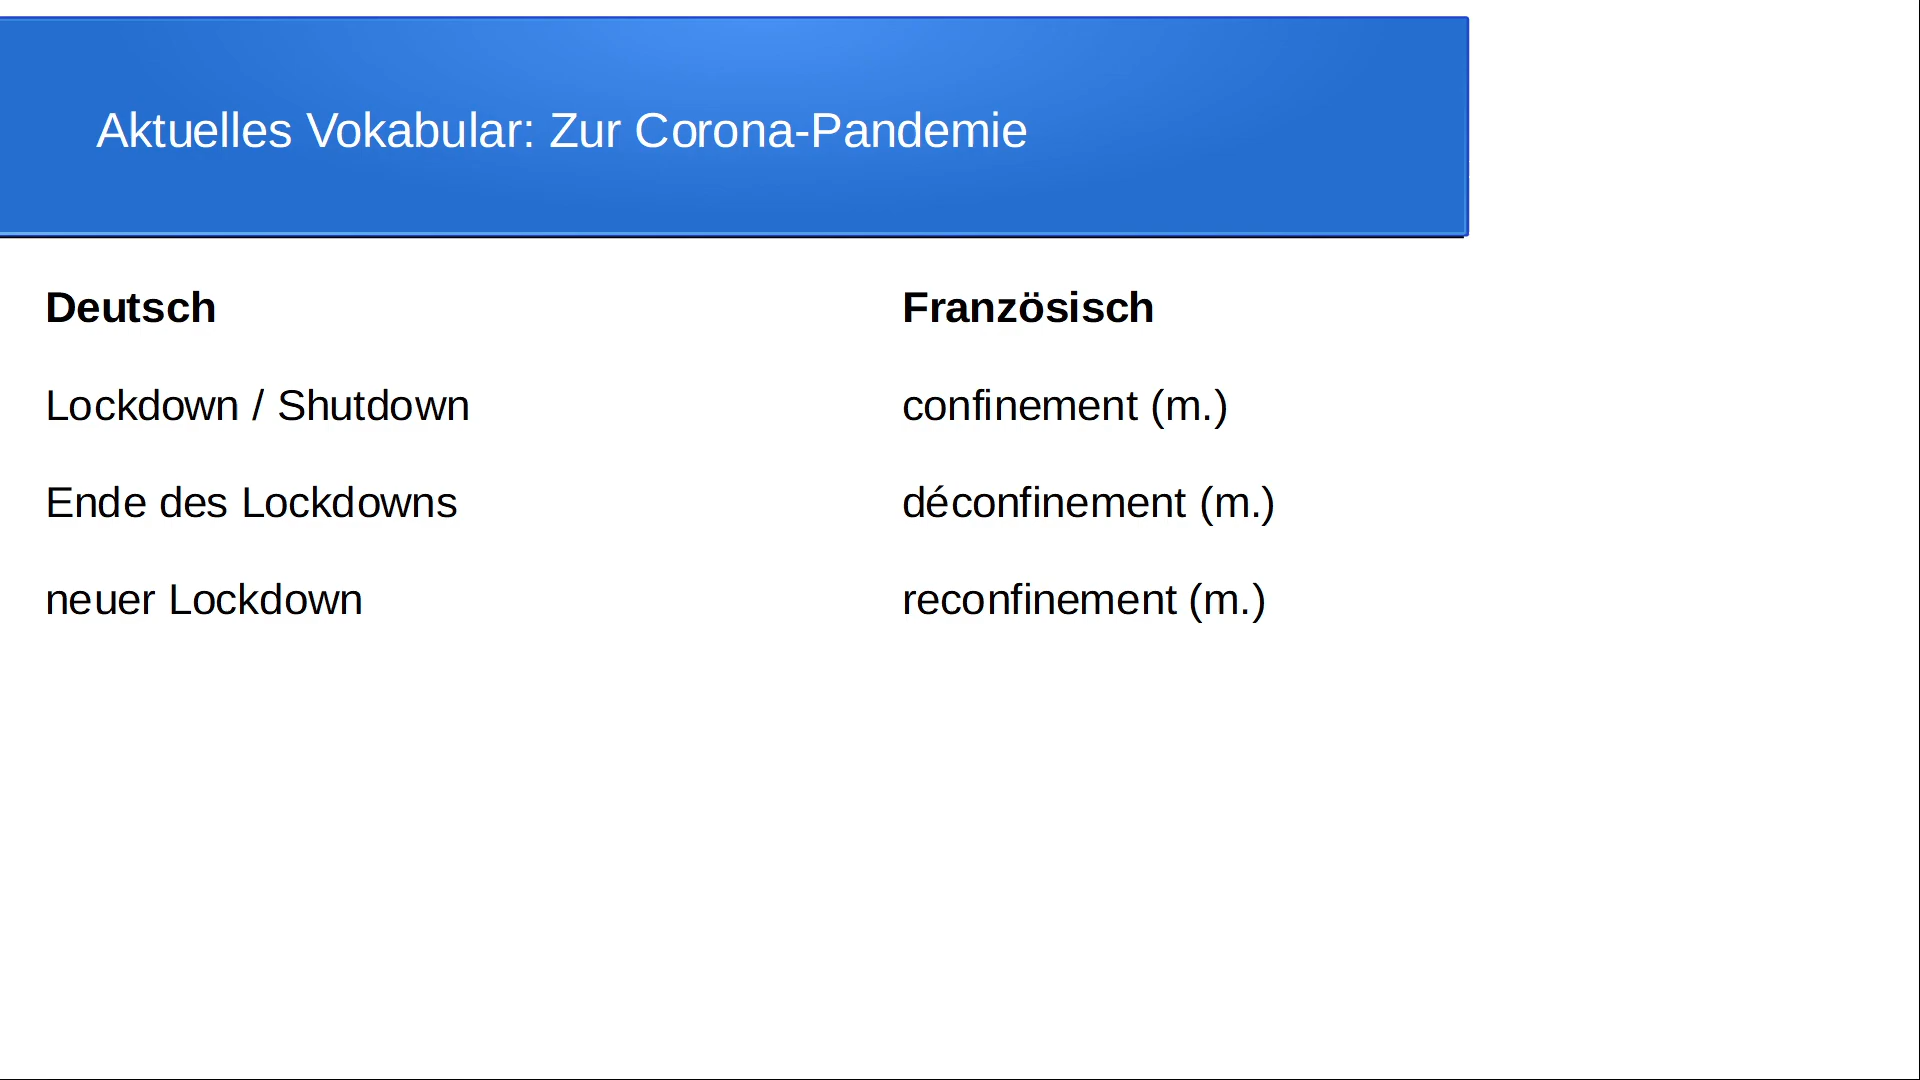 Aktuelles Vokabular: Zur Corona-Pandemie
Deutsch Französisch
Lockdown / Shutdown confinement (m.)
Ende des Lockdowns déconfinement (m.)
neuer Lockdown reconfinement (m.)